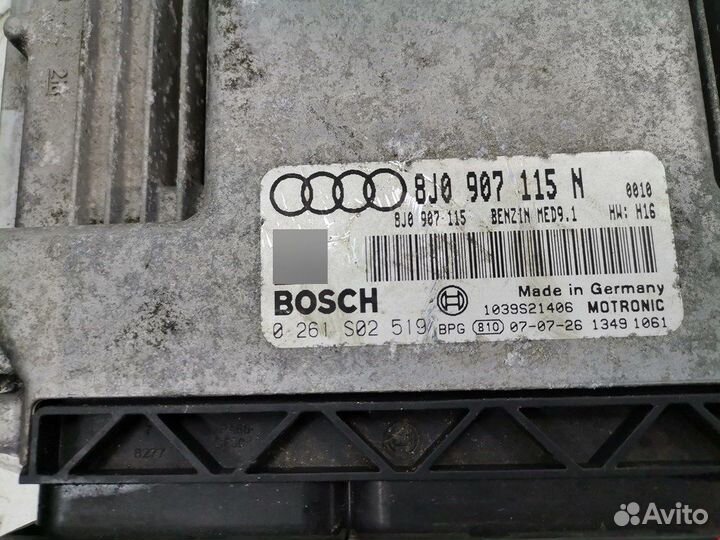 8J0 907 115 N 0010
8J0 907 115 BENZIN MED9.1 HW: H16
Made in Germany
BOSCH 1039S21406 MOTRONIC
0 261 S02 519 BPG 810 07-07-26 1349 1061
8277
Avito